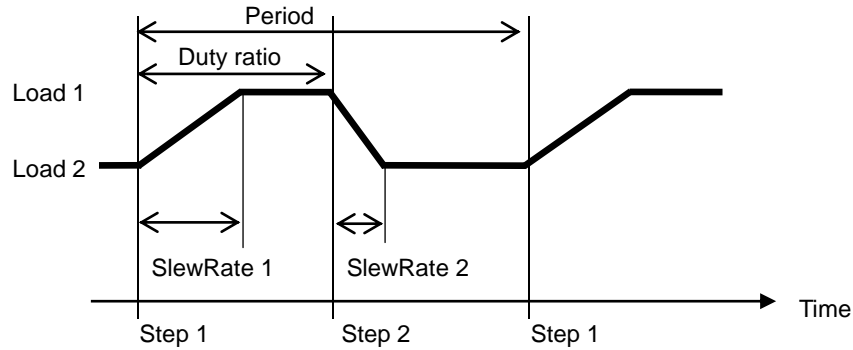 Period
Duty ratio
Load 1
Load 2
SlewRate 1
SlewRate 2
Time
Step 1
Step 2
Step 1